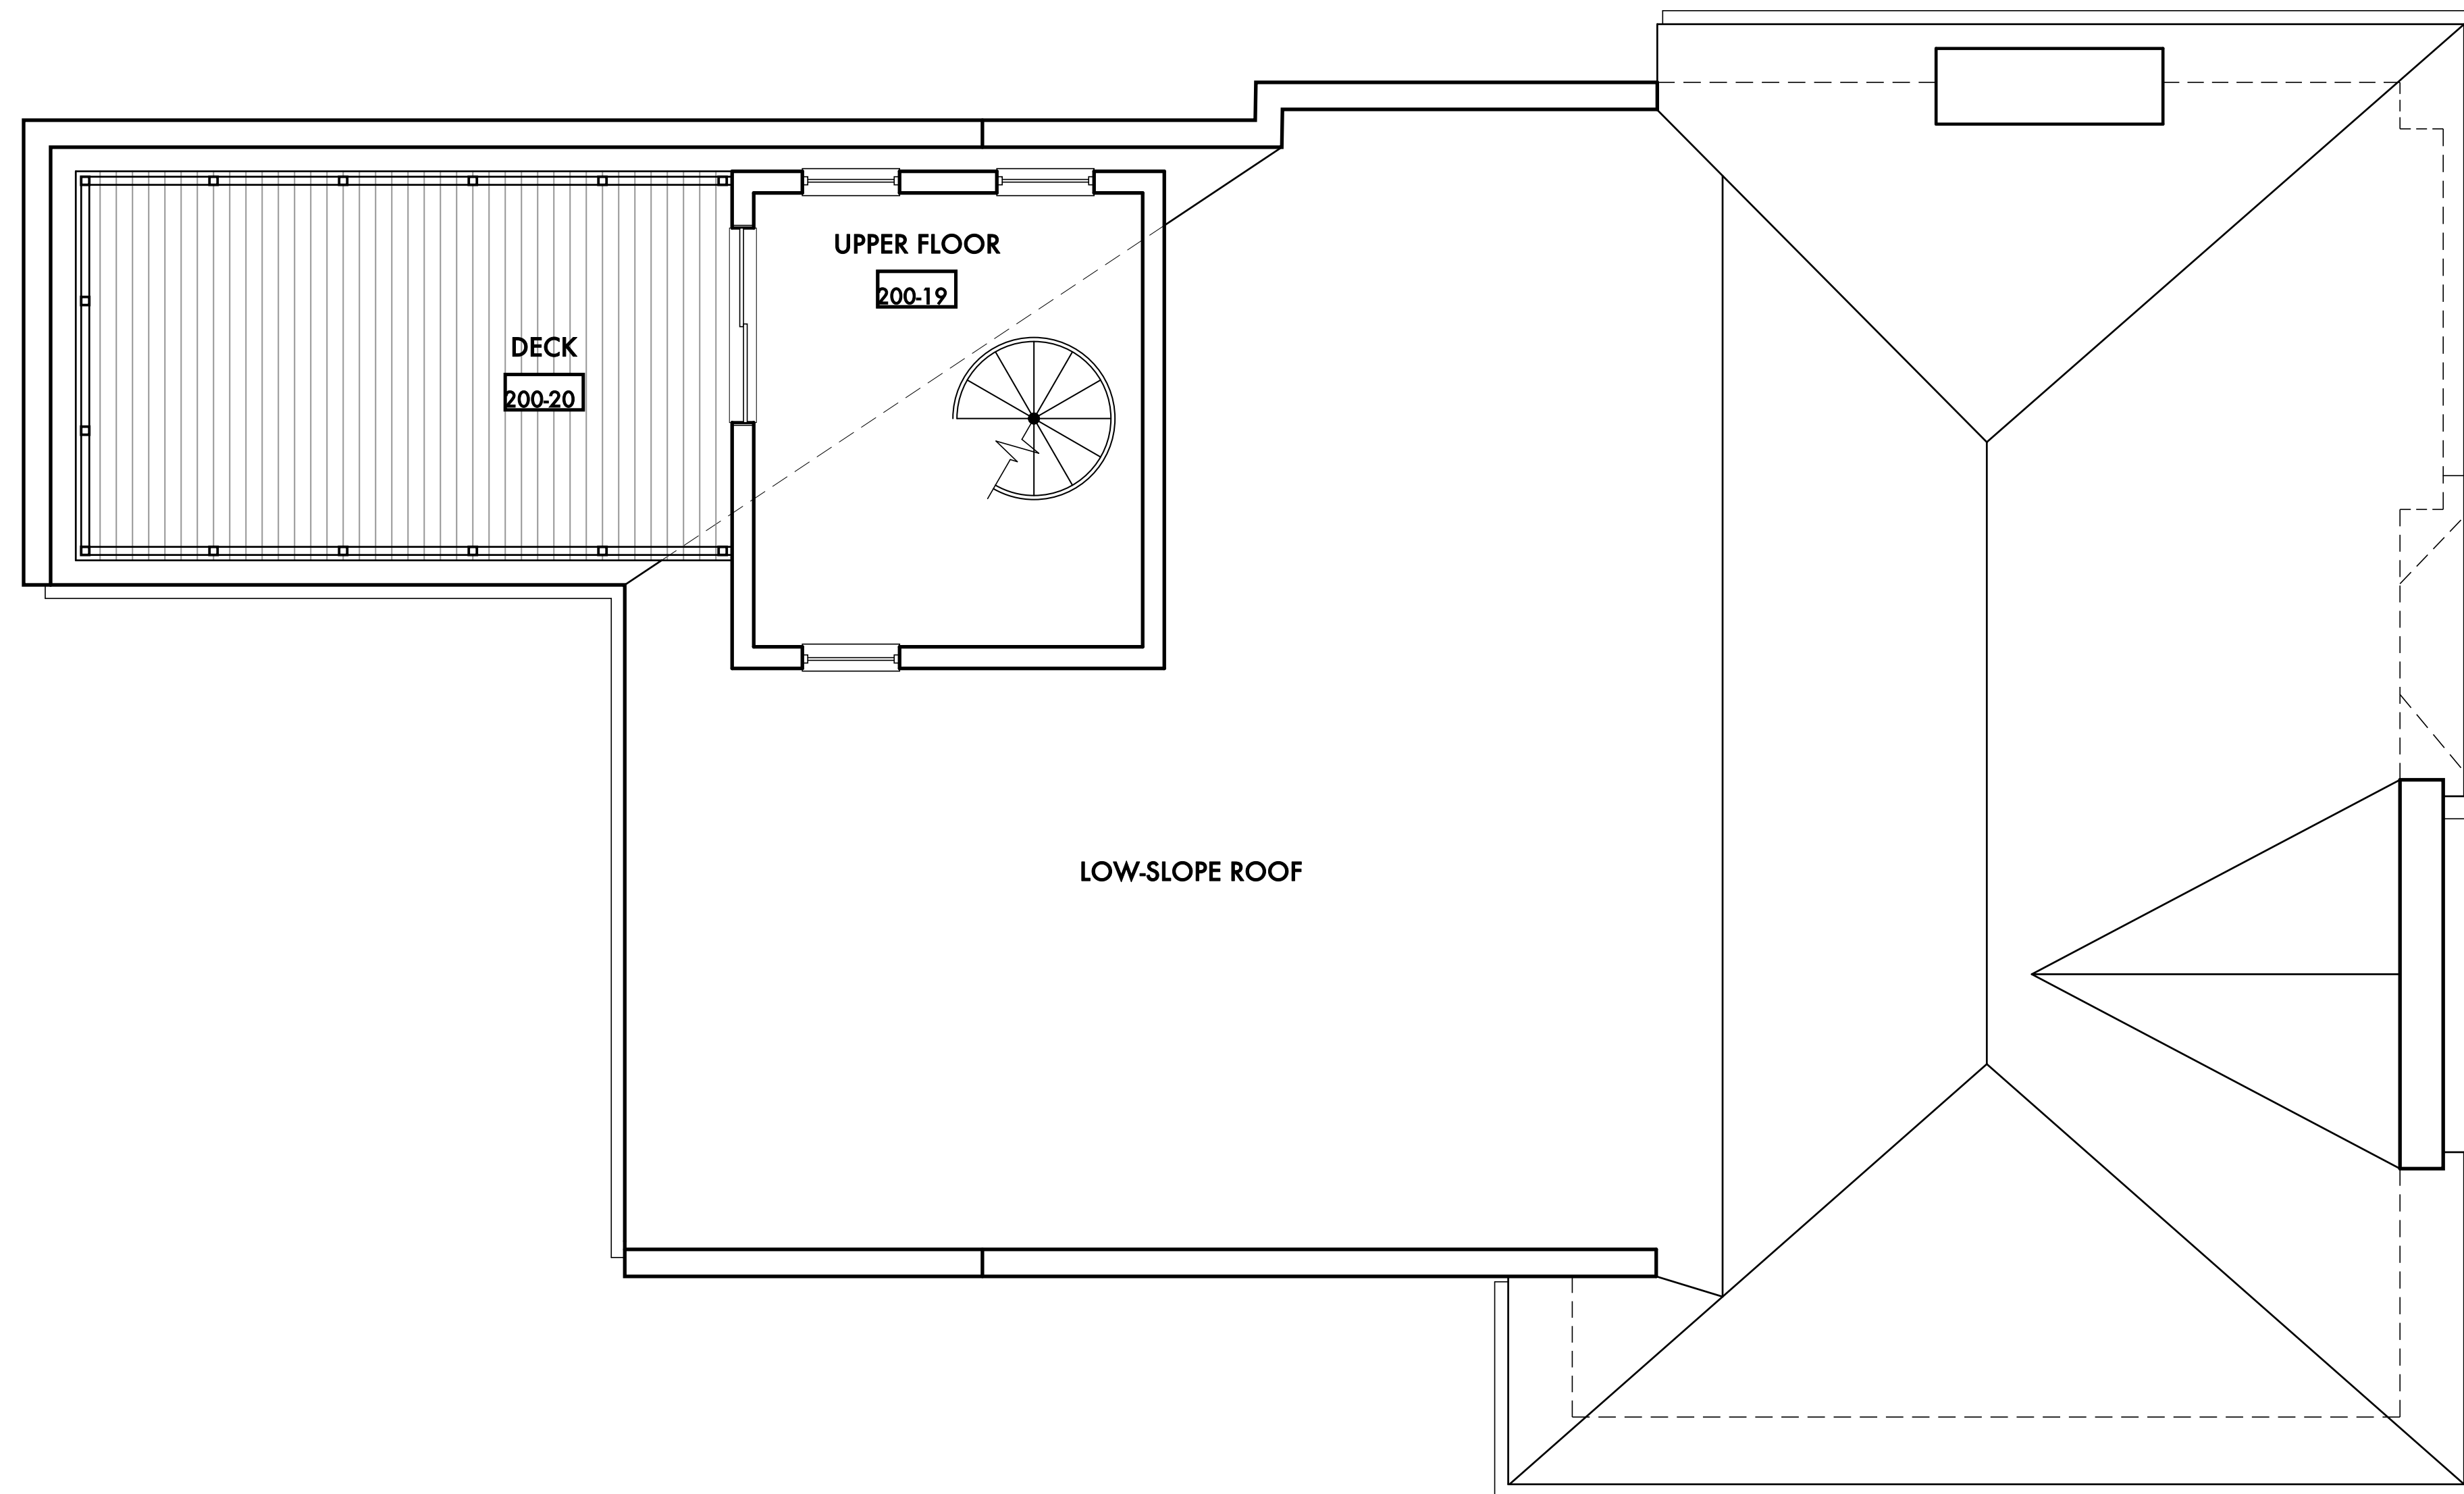 UPPER FLOOR
200-19
DECK
200-20
LOW-SLOPE ROOF